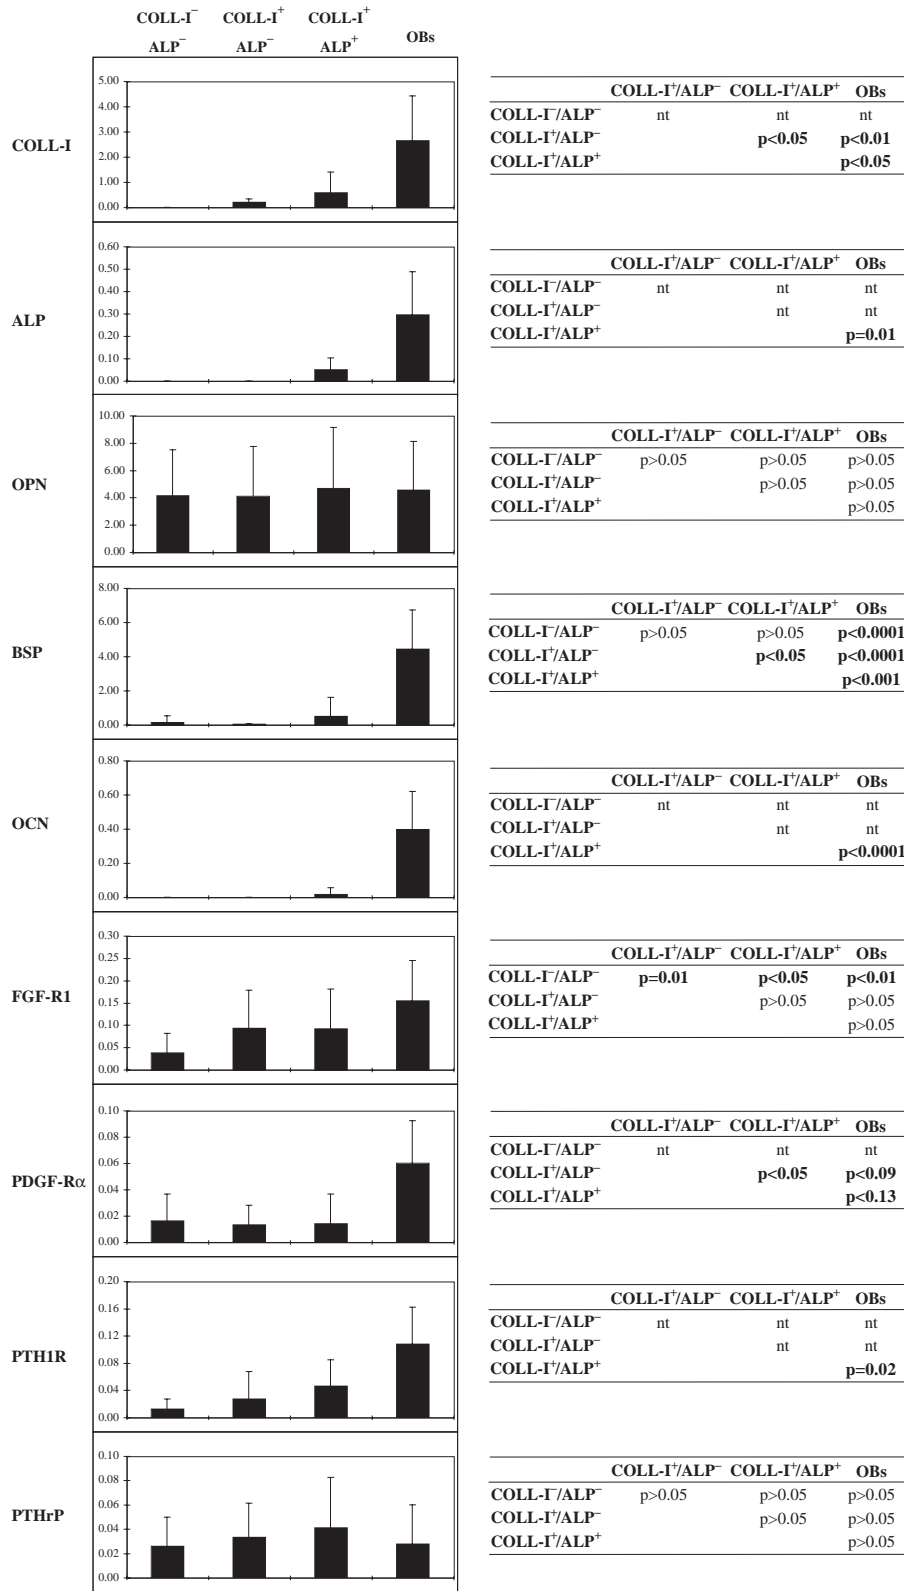 COLL-I⁻ COLL-I⁺ COLL-I⁺ OBs
ALP⁻ ALP⁻ ALP⁺
COLL-I
5.00
4.00
3.00
2.00
1.00
0.00
COLL-I⁺/ALP⁻ COLL-I⁺/ALP⁺ OBs
COLL-I⁻/ALP⁻ nt nt nt
COLL-I⁺/ALP⁻ p<0.05 p<0.01
COLL-I⁺/ALP⁺ p<0.05
ALP
0.60
0.50
0.40
0.30
0.20
0.10
0.00
COLL-I⁺/ALP⁻ COLL-I⁺/ALP⁺ OBs
COLL-I⁻/ALP⁻ nt nt nt
COLL-I⁺/ALP⁻ nt nt
COLL-I⁺/ALP⁺ p=0.01
OPN
10.00
8.00
6.00
4.00
2.00
0.00
COLL-I⁺/ALP⁻ COLL-I⁺/ALP⁺ OBs
COLL-I⁻/ALP⁻ p>0.05 p>0.05 p>0.05
COLL-I⁺/ALP⁻ p>0.05 p>0.05
COLL-I⁺/ALP⁺ p>0.05
BSP
8.00
6.00
4.00
2.00
0.00
COLL-I⁺/ALP⁻ COLL-I⁺/ALP⁺ OBs
COLL-I⁻/ALP⁻ p>0.05 p>0.05 p<0.0001
COLL-I⁺/ALP⁻ p<0.05 p<0.0001
COLL-I⁺/ALP⁺ p<0.001
OCN
0.80
0.60
0.40
0.20
0.00
COLL-I⁺/ALP⁻ COLL-I⁺/ALP⁺ OBs
COLL-I⁻/ALP⁻ nt nt nt
COLL-I⁺/ALP⁻ nt nt
COLL-I⁺/ALP⁺ p<0.0001
FGF-R1
0.30
0.25
0.20
0.15
0.10
0.05
0.00
COLL-I⁺/ALP⁻ COLL-I⁺/ALP⁺ OBs
COLL-I⁻/ALP⁻ p=0.01 p<0.05 p<0.01
COLL-I⁺/ALP⁻ p>0.05 p>0.05
COLL-I⁺/ALP⁺ p>0.05
PDGF-Rα
0.10
0.08
0.06
0.04
0.02
0.00
COLL-I⁺/ALP⁻ COLL-I⁺/ALP⁺ OBs
COLL-I⁻/ALP⁻ nt nt nt
COLL-I⁺/ALP⁻ p<0.05 p<0.09
COLL-I⁺/ALP⁺ p<0.13
PTH1R
0.20
0.16
0.12
0.08
0.04
0.00
COLL-I⁺/ALP⁻ COLL-I⁺/ALP⁺ OBs
COLL-I⁻/ALP⁻ nt nt nt
COLL-I⁺/ALP⁻ nt nt
COLL-I⁺/ALP⁺ p=0.02
PTHrP
0.10
0.08
0.06
0.04
0.02
0.00
COLL-I⁺/ALP⁻ COLL-I⁺/ALP⁺ OBs
COLL-I⁻/ALP⁻ p>0.05 p>0.05 p>0.05
COLL-I⁺/ALP⁻ p>0.05 p>0.05
COLL-I⁺/ALP⁺ p>0.05